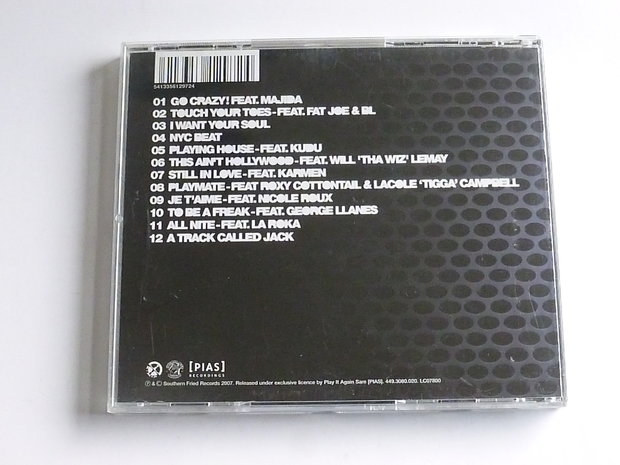 5413356129724
01 GO CRAZY! FEAT. MAJIDA
02 TOUCH YOUR TOES - FEAT. FAT JOE & BL
03 I WANT YOUR SOUL
04 NYC BEAT
05 PLAYING HOUSE - FEAT. KUDU
06 THIS AIN'T HOLLYWOOD - FEAT. WILL 'THA WIZ' LEMAY
07 STILL IN LOVE - FEAT. KARMEN
08 PLAYMATE - FEAT ROXY COTTONTAIL & LACOLE 'TIGGA' CAMPBELL
09 JE T'AIME - FEAT. NICOLE ROUX
10 TO BE A FREAK - FEAT. GEORGE LLANES
11 ALL NITE - FEAT. LA ROKA
12 A TRACK CALLED JACK
[PIAS]
RECORDINGS
℗ & © Southern Fried Records 2007. Released under exclusive licence by Play It Again Sam [PIAS]. 449.3080.020. LC07800